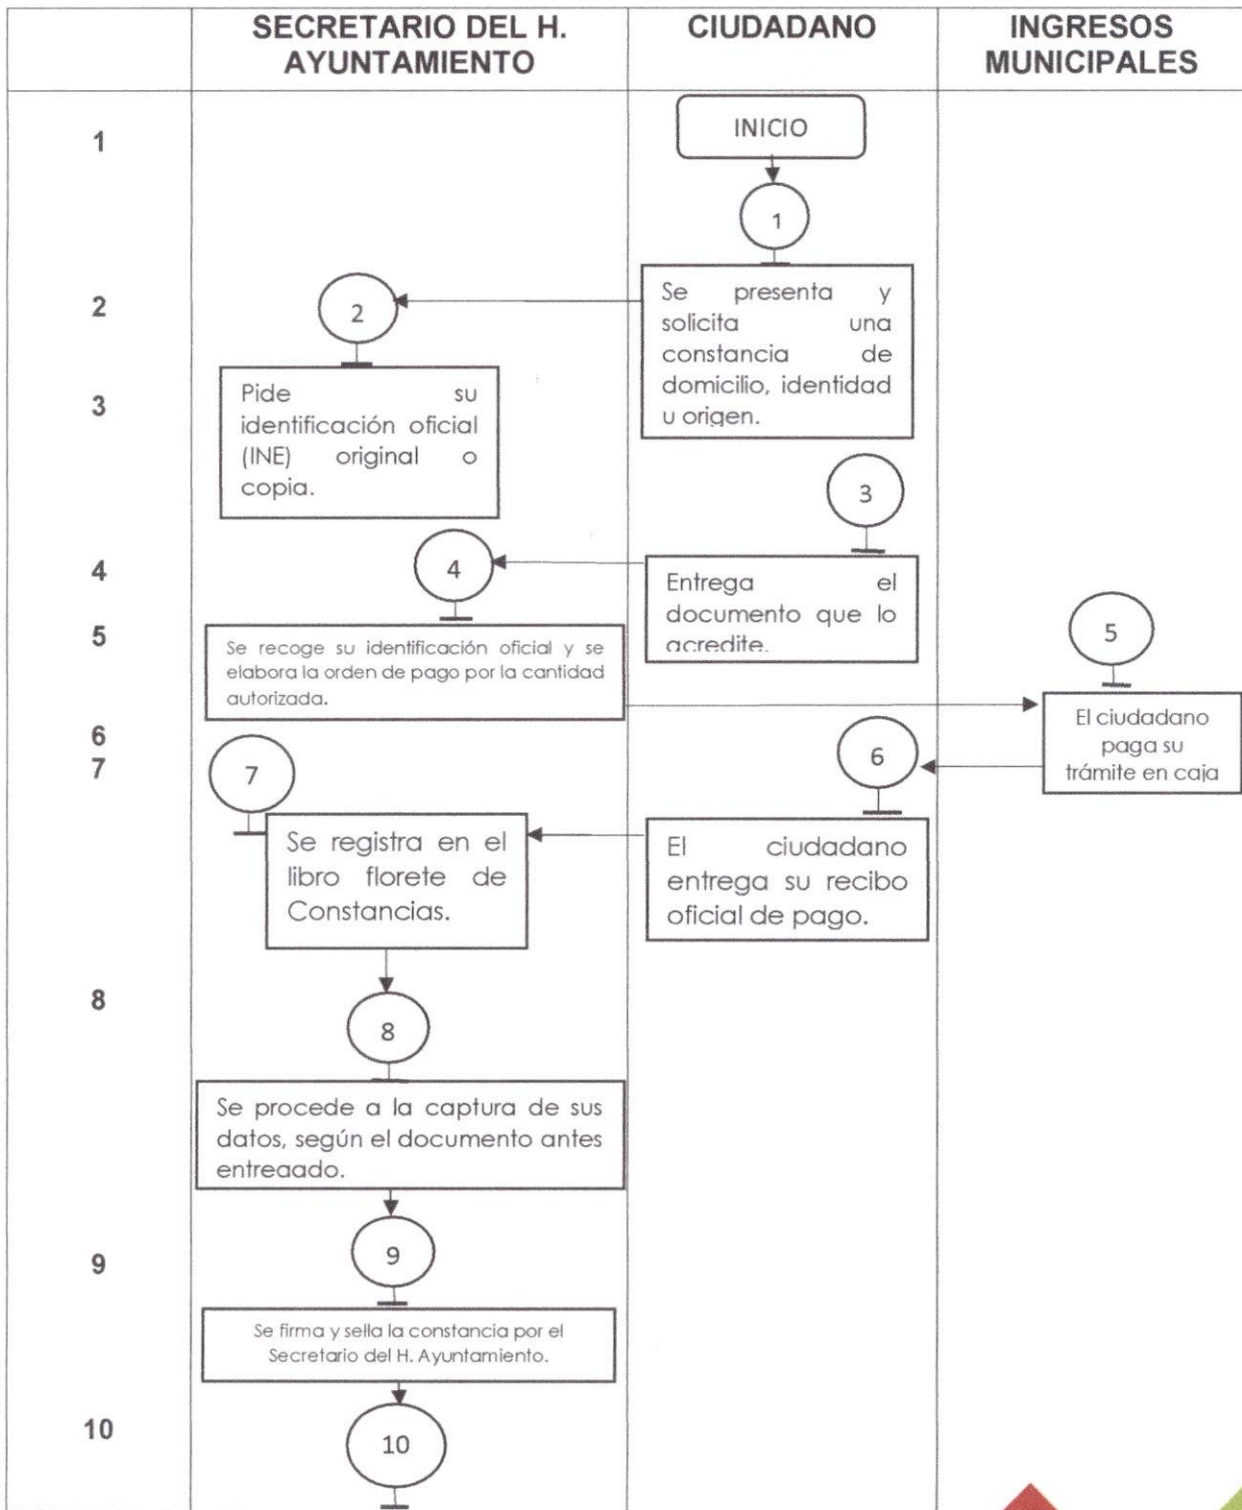 SECRETARIO DEL H.
AYUNTAMIENTO
CIUDADANO
INGRESOS
MUNICIPALES
1
INICIO
1
2
2
Se presenta y
solicita una
constancia de
domicilio, identidad
u origen.
3
Pide su
identificación oficial
(INE) original o
copia.
3
4
4
Entrega el
documento que lo
acredite.
5
Se recoge su identificación oficial y se
elabora la orden de pago por la cantidad
autorizada.
5
El ciudadano
paga su
trámite en caja
6
7
6
7
El ciudadano
entrega su recibo
oficial de pago.
Se registra en el
libro florete de
Constancias.
8
8
Se procede a la captura de sus
datos, según el documento antes
entregado.
9
9
Se firma y sella la constancia por el
Secretario del H. Ayuntamiento.
10
10